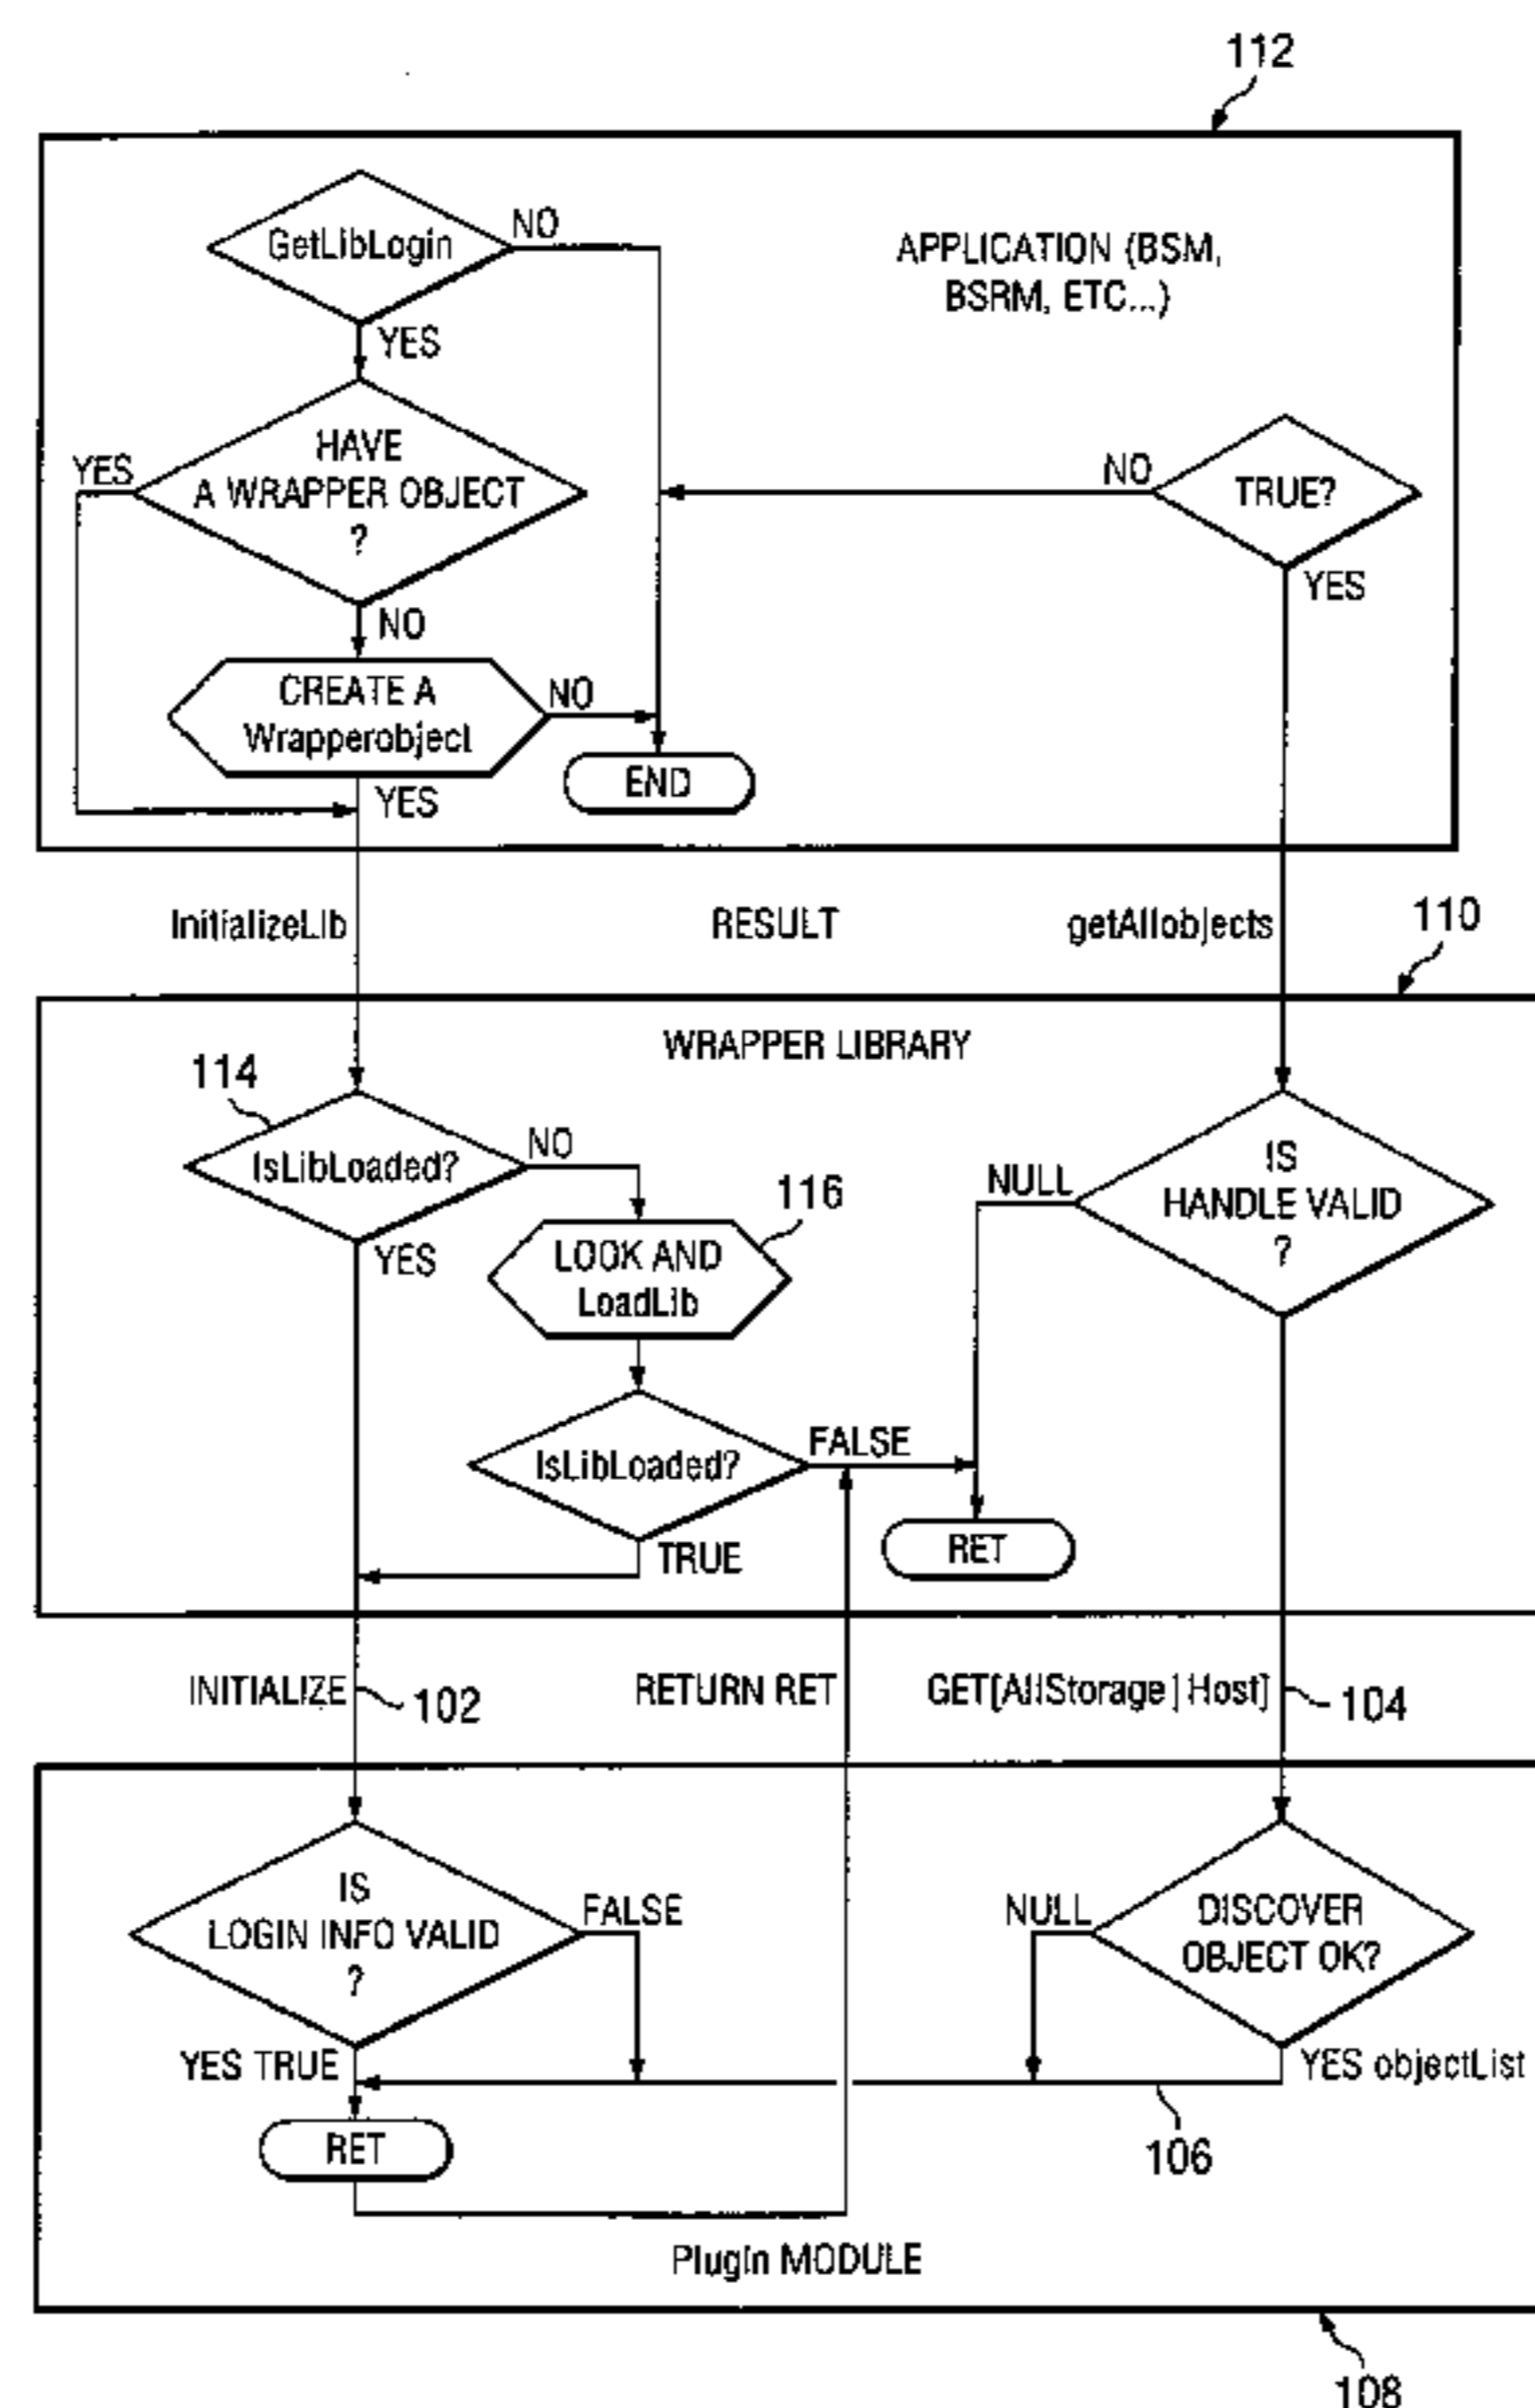 112
GetLibLogin
NO
APPLICATION (BSM,
BSRM, ETC...)
YES
HAVE
A WRAPPER OBJECT
?
YES
NO
TRUE?
YES
NO
CREATE A
Wrapperobject
NO
END
YES
InitializeLib
RESULT
getAllobjects
110
WRAPPER LIBRARY
114
IsLibLoaded?
NO
YES
116
LOOK AND
LoadLib
NULL
IS
HANDLE VALID
?
IsLibLoaded?
FALSE
TRUE
RET
INITIALIZE
102
RETURN RET
GET[AllStorage|Host]
104
IS
LOGIN INFO VALID
?
FALSE
NULL
DISCOVER
OBJECT OK?
YES TRUE
YES objectList
RET
106
PlugIn MODULE
108